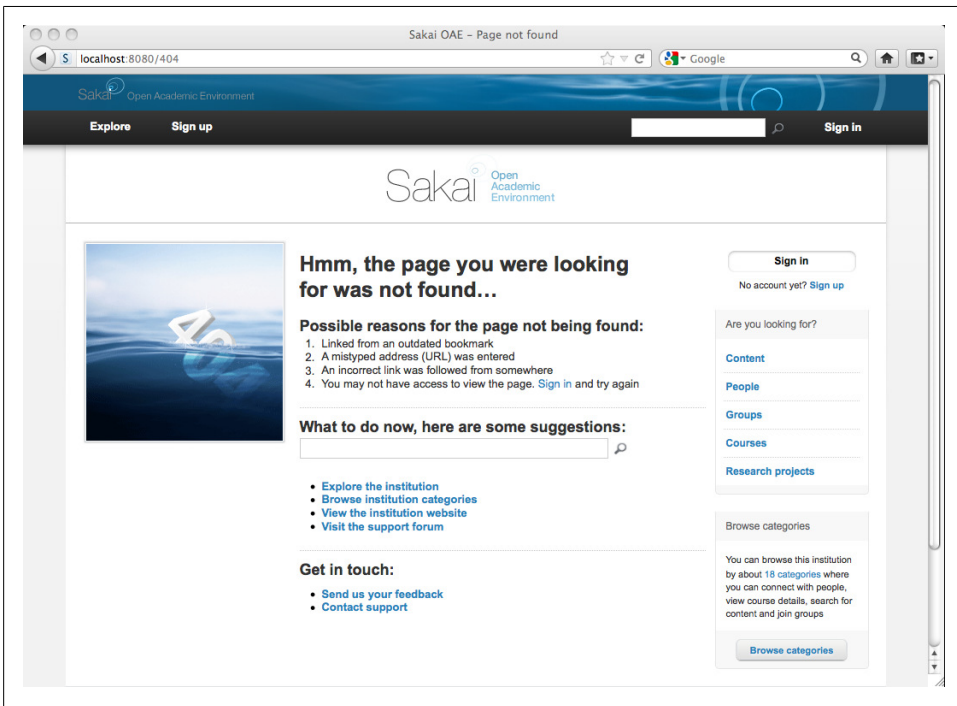 Sakai OAE – Page not found
S localhost:8080/404
Google
Sakai Open Academic Environment
Explore Sign up Sign in
Sakai Open
Academic
Environment
404
Hmm, the page you were looking
for was not found...
Possible reasons for the page not being found:
1. Linked from an outdated bookmark
2. A mistyped address (URL) was entered
3. An incorrect link was followed from somewhere
4. You may not have access to view the page. Sign in and try again
What to do now, here are some suggestions:
• Explore the institution
• Browse institution categories
• View the institution website
• Visit the support forum
Get in touch:
• Send us your feedback
• Contact support
Sign in
No account yet? Sign up
Are you looking for?
Content
People
Groups
Courses
Research projects
Browse categories
You can browse this institution
by about 18 categories where
you can connect with people,
view course details, search for
content and join groups
Browse categories